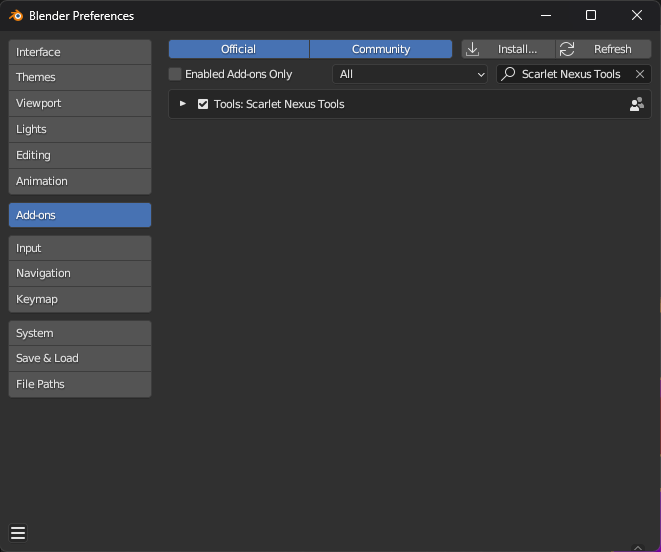 Blender Preferences
Interface
Themes
Viewport
Lights
Editing
Animation
Add-ons
Input
Navigation
Keymap
System
Save & Load
File Paths
Official Community Install... Refresh
Enabled Add-ons Only All Scarlet Nexus Tools
Tools: Scarlet Nexus Tools